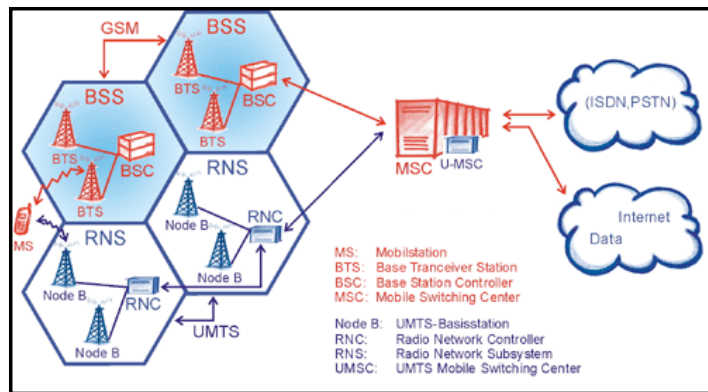 GSM
BSS
BTS
BSC
BTS
BSS
BTS
BSC
BTS
MS
RNS
Node B
RNC
Node B
RNS
Node B
RNC
Node B
UMTS
MSC
U-MSC
(ISDN,PSTN)
Internet
Data
MS: Mobilstation
BTS: Base Tranceiver Station
BSC: Base Station Controller
MSC: Mobile Switching Center
Node B: UMTS-Basisstation
RNC: Radio Network Controller
RNS: Radio Network Subsystem
UMSC: UMTS Mobile Switching Center